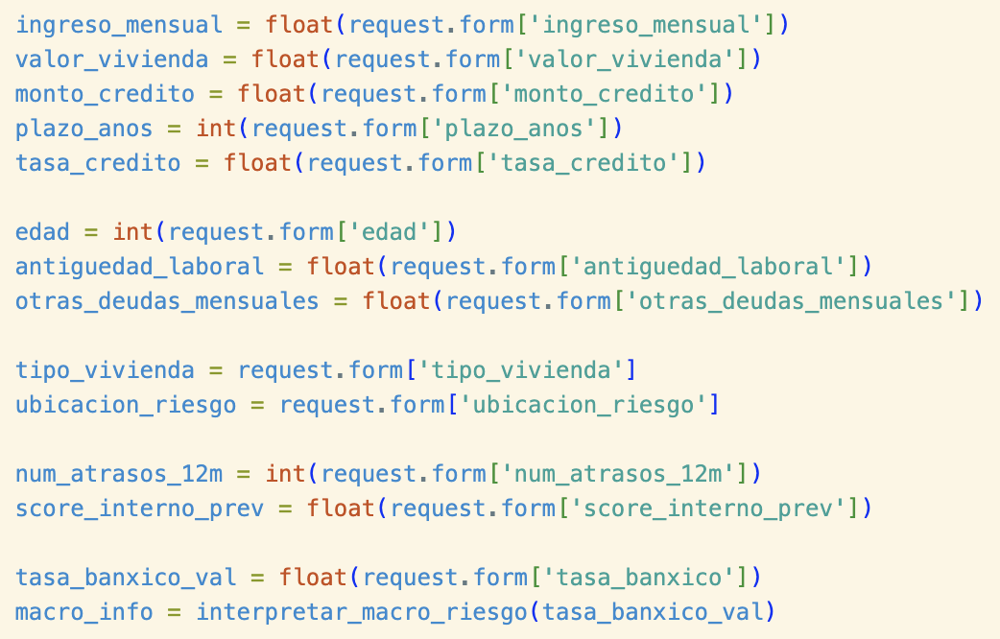 ingreso_mensual = float(request.form['ingreso_mensual'])
valor_vivienda = float(request.form['valor_vivienda'])
monto_credito = float(request.form['monto_credito'])
plazo_anos = int(request.form['plazo_anos'])
tasa_credito = float(request.form['tasa_credito'])
edad = int(request.form['edad'])
antiguedad_laboral = float(request.form['antiguedad_laboral'])
otras_deudas_mensuales = float(request.form['otras_deudas_mensuales'])
tipo_vivienda = request.form['tipo_vivienda']
ubicacion_riesgo = request.form['ubicacion_riesgo']
num_atrasos_12m = int(request.form['num_atrasos_12m'])
score_interno_prev = float(request.form['score_interno_prev'])
tasa_banxico_val = float(request.form['tasa_banxico'])
macro_info = interpretar_macro_riesgo(tasa_banxico_val)